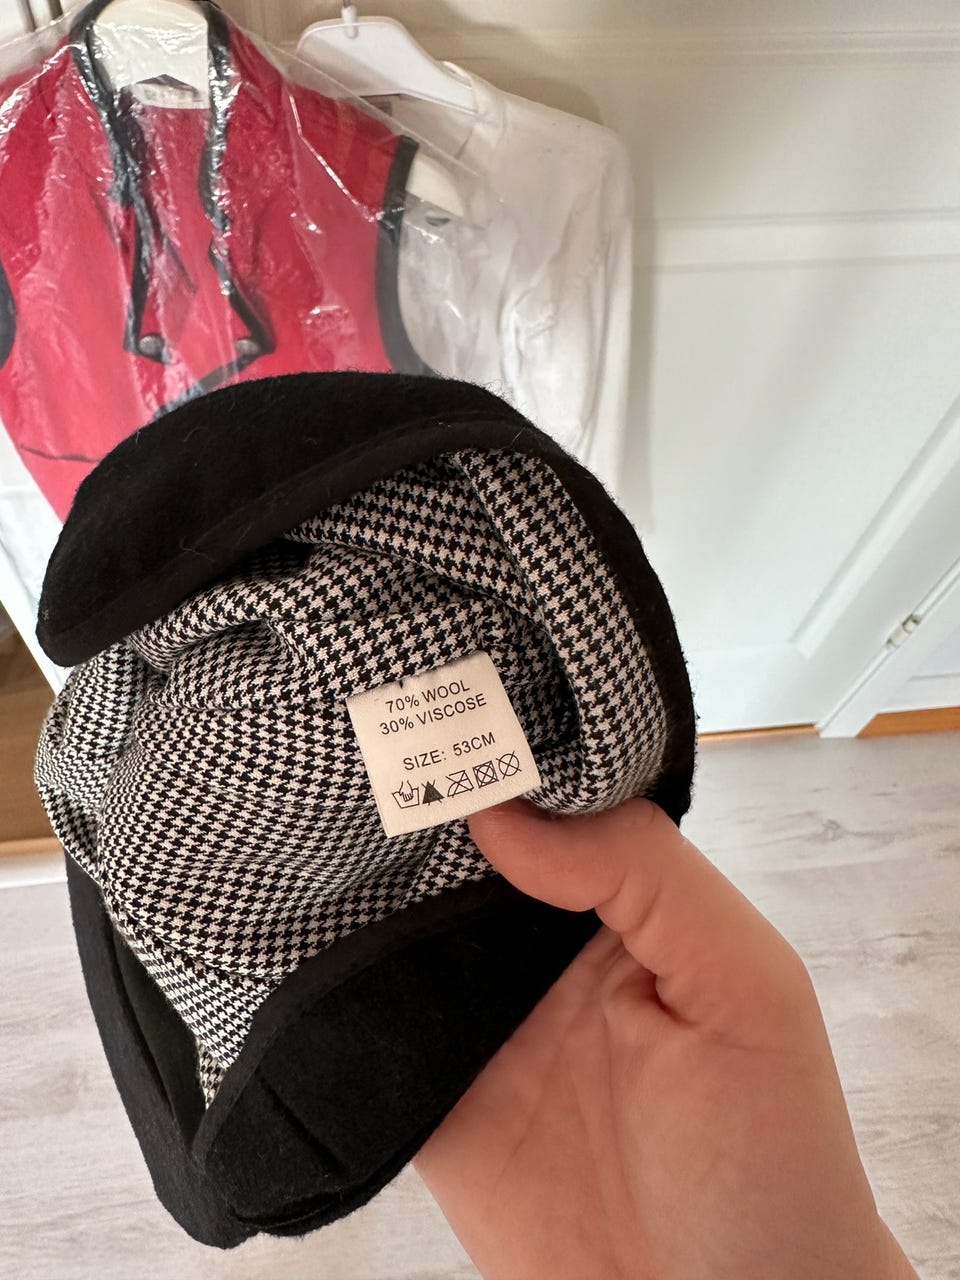 70% WOOL
30% VISCOSE
SIZE: 53CM